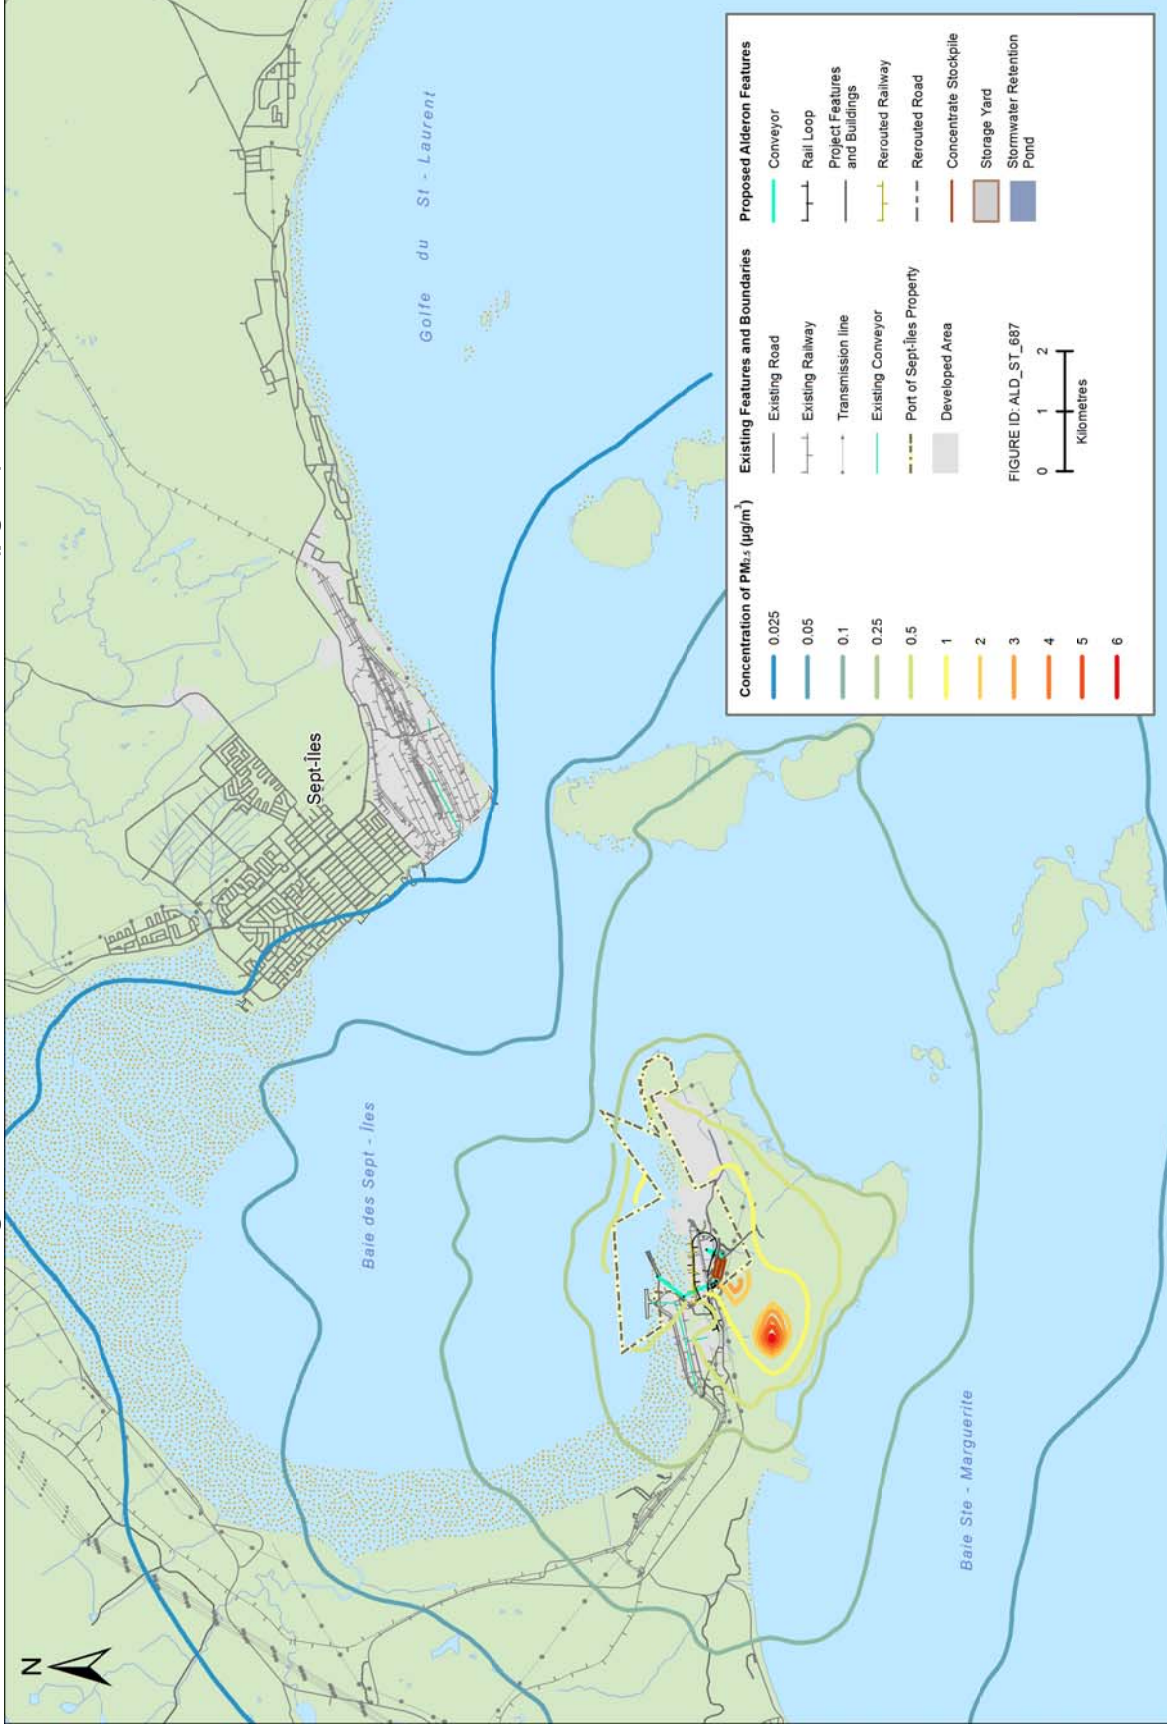 N
Golfe du St - Laurent
Sept-Îles
Baie des Sept - Îles
Baie Ste - Marguerite
Concentration of PM2.5 (µg/m³)
0.025
0.05
0.1
0.25
0.5
1
2
3
4
5
6
Existing Features and Boundaries
Existing Road
Existing Railway
Transmission line
Existing Conveyor
Port of Sept-Îles Property
Developed Area
FIGURE ID: ALD_ST_687
0 1 2
Kilometres
Proposed Alderon Features
Conveyor
Rail Loop
Project Features
and Buildings
Rerouted Railway
Rerouted Road
Concentrate Stockpile
Storage Yard
Stormwater Retention
Pond